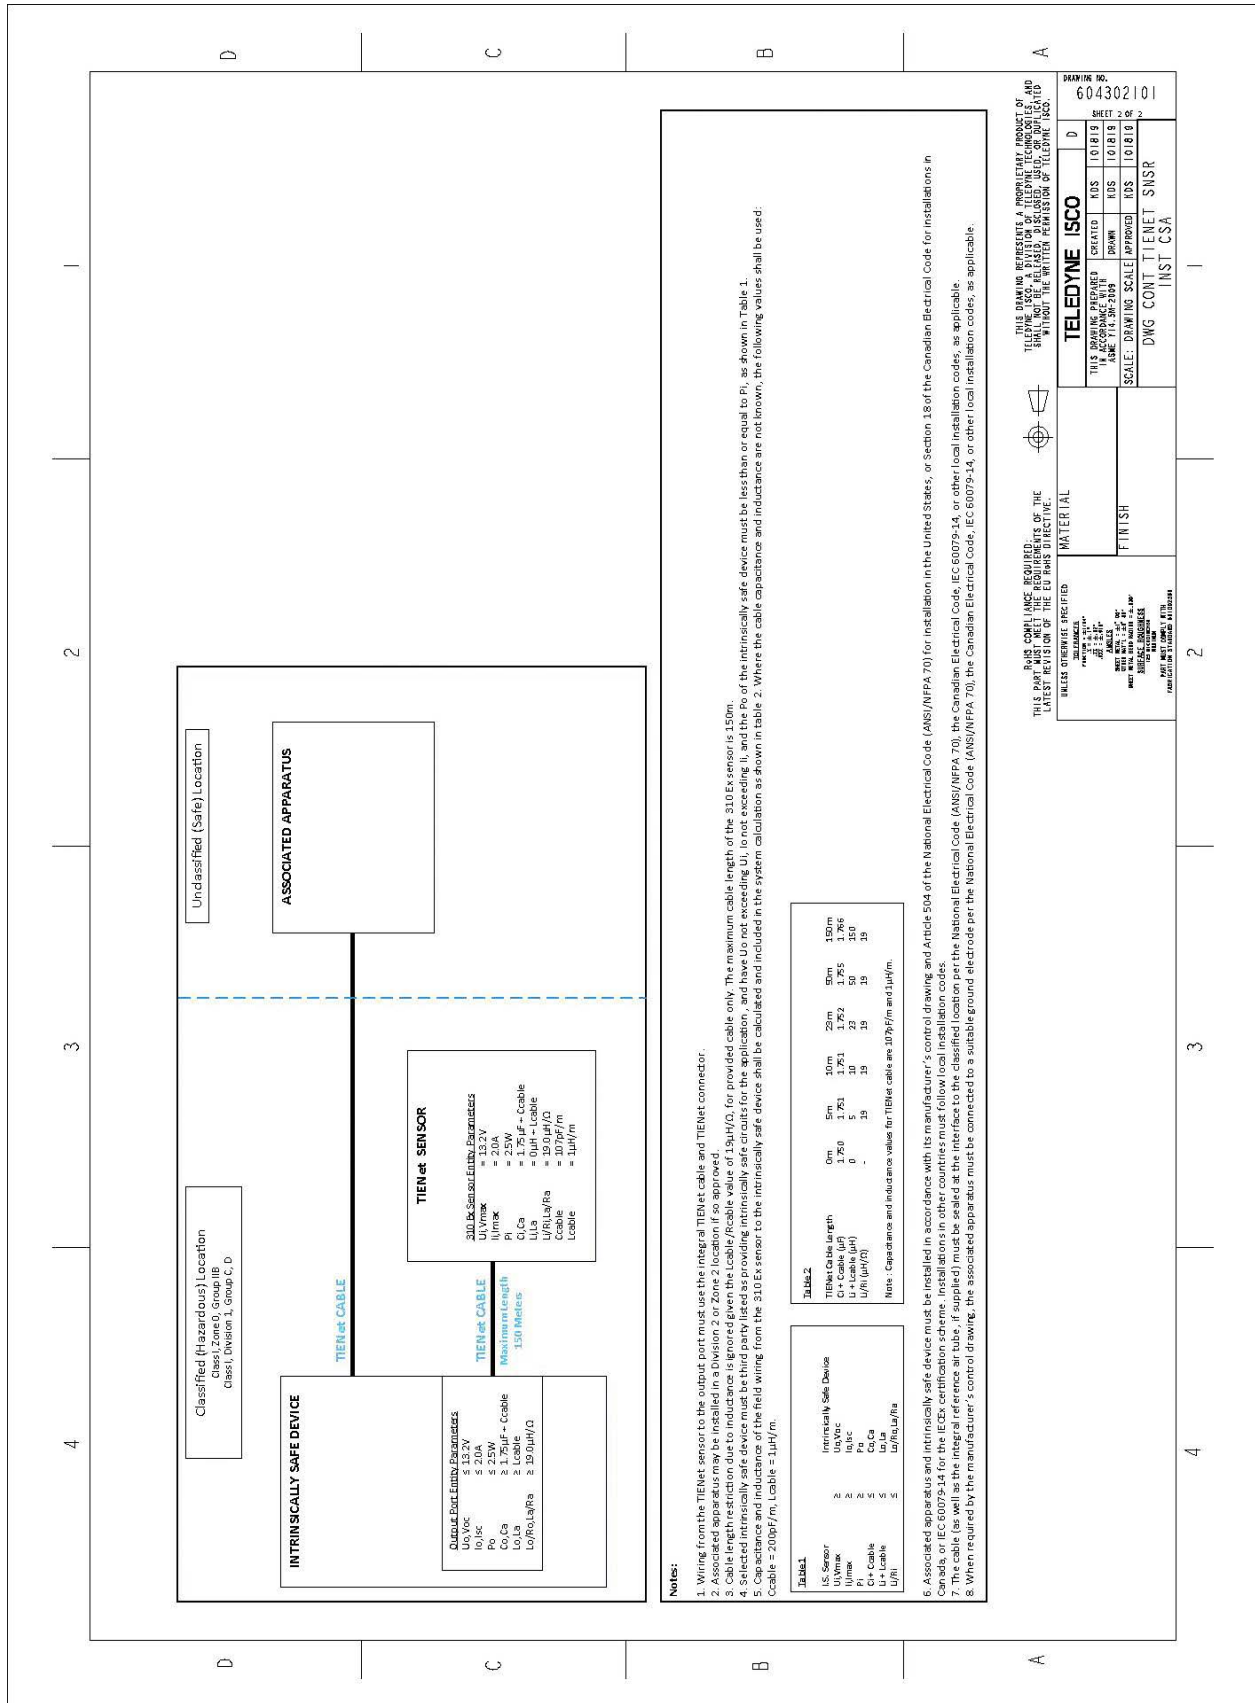 D
C
B
A
4
3
2
1
Classified (Hazardous) Location
Class I, Zone 0, Group IIB
Class I, Division 1, Group C, D
Unclassified (Safe) Location
INTRINSICALLY SAFE DEVICE
Output Port Entity Parameters
Uo,Voc ≤ 13.2V
Io,Isc ≤ 2.0A
Po ≤ 2.5W
Co,Ca ≥ 1.75µF + Ccable
Lo,La ≥ Lcable
Lo/Ro,La/Ra ≥ 19.0µH/Ω
TIENet CABLE
TIENet CABLE
Maximum Length
150 Meters
TIENet SENSOR
310 Ex Sensor Entity Parameters
Ui,Vmax = 13.2V
Ii,Imax = 2.0A
Pi = 2.5W
Ci,Ca = 1.75µF + Ccable
Li,La = 0µH + Lcable
Li/Ri,La/Ra = 19.0µH/Ω
Ccable = 107pF/m
Lcable = 1µH/m
ASSOCIATED APPARATUS
Notes:
1. Wiring from the TIENet sensor to the output port must use the integral TIENet cable and TIENet connector.
2. Associated apparatus may be installed in a Division 2 or Zone 2 location if so approved.
3. Cable length restriction due to inductance is ignored given the Lcable/Rcable value of 19µH/Ω, for provided cable only. The maximum cable length of the 310 Ex sensor is 150m.
4. Selected intrinsically safe device must be third party listed as providing intrinsically safe circuits for the application, and have Uo not exceeding Ui, Io not exceeding Ii, and the Po of the intrinsically safe device must be less than or equal to Pi, as shown in Table 1.
5. Capacitance and inductance of the field wiring from the 310 Ex sensor to the intrinsically safe device shall be calculated and included in the system calculation as shown in table 2. Where the cable capacitance and inductance are not known, the following values shall be used:
Ccable = 200pF/m, Lcable = 1µH/m.
Table 1
I.S. Sensor Intrinsically Safe Device
Ui,Vmax ≥ Uo,Voc
Ii,Imax ≥ Io,Isc
Pi ≥ Po
Ci + Ccable ≤ Co,Ca
Li + Lcable ≤ Lo,La
Li/Ri ≤ Lo/Ro,La/Ra
Table 2
TIENet Cable Length 0m 5m 10m 23m 50m 150m
Ci + Ccable (µF) 1.750 1.751 1.751 1.752 1.755 1.766
Li + Lcable (µH) 0 5 10 23 50 150
Li/Ri (µH/Ω) - 19 19 19 19 19
Note: Capacitance and inductance values for TIENet cable are 107pF/m and 1µH/m.
6. Associated apparatus and intrinsically safe device must be installed in accordance with its manufacturer's control drawing and Article 504 of the National Electrical Code (ANSI/NFPA 70) for installation in the United States, or Section 18 of the Canadian Electrical Code for installations in
Canada, or IEC 60079-14 for the IECEx certification scheme. Installations in other countries must follow local installation codes.
7. The cable (as well as the integral reference air tube, if supplied) must be sealed at the interface to the classified location per the National Electrical Code (ANSI/NFPA 70), the Canadian Electrical Code, IEC 60079-14, or other local installation codes, as applicable.
8. When required by the manufacturer's control drawing, the associated apparatus must be connected to a suitable ground electrode per the National Electrical Code (ANSI/NFPA 70), the Canadian Electrical Code, IEC 60079-14, or other local installation codes, as applicable.
RoHS COMPLIANCE REQUIRED:
THIS PART MUST MEET THE REQUIREMENTS OF THE
LATEST REVISION OF THE EU RoHS DIRECTIVE.
THIS DRAWING REPRESENTS A PROPRIETARY PRODUCT OF
TELEDYNE ISCO, A DIVISION OF TELEDYNE TECHNOLOGIES, AND
SHALL NOT BE RELEASED, DISCLOSED, USED, OR DUPLICATED
WITHOUT THE WRITTEN PERMISSION OF TELEDYNE ISCO.
UNLESS OTHERWISE SPECIFIED
TOLERANCES
ANGLES
SURFACE ROUGHNESS
PART MUST COMPLY WITH
MATERIAL
FINISH
TELEDYNE ISCO
D
THIS DRAWING PREPARED
IN ACCORDANCE WITH
ASME Y14.5M-2009
CREATED KDS 101819
DRAWN KDS 101819
SCALE: DRAWING SCALE APPROVED KDS 101819
DWG CONT TIENET SNSR
INST CSA
DRAWING NO.
604302101
SHEET 2 OF 2
4
3
2
1
D
C
B
A